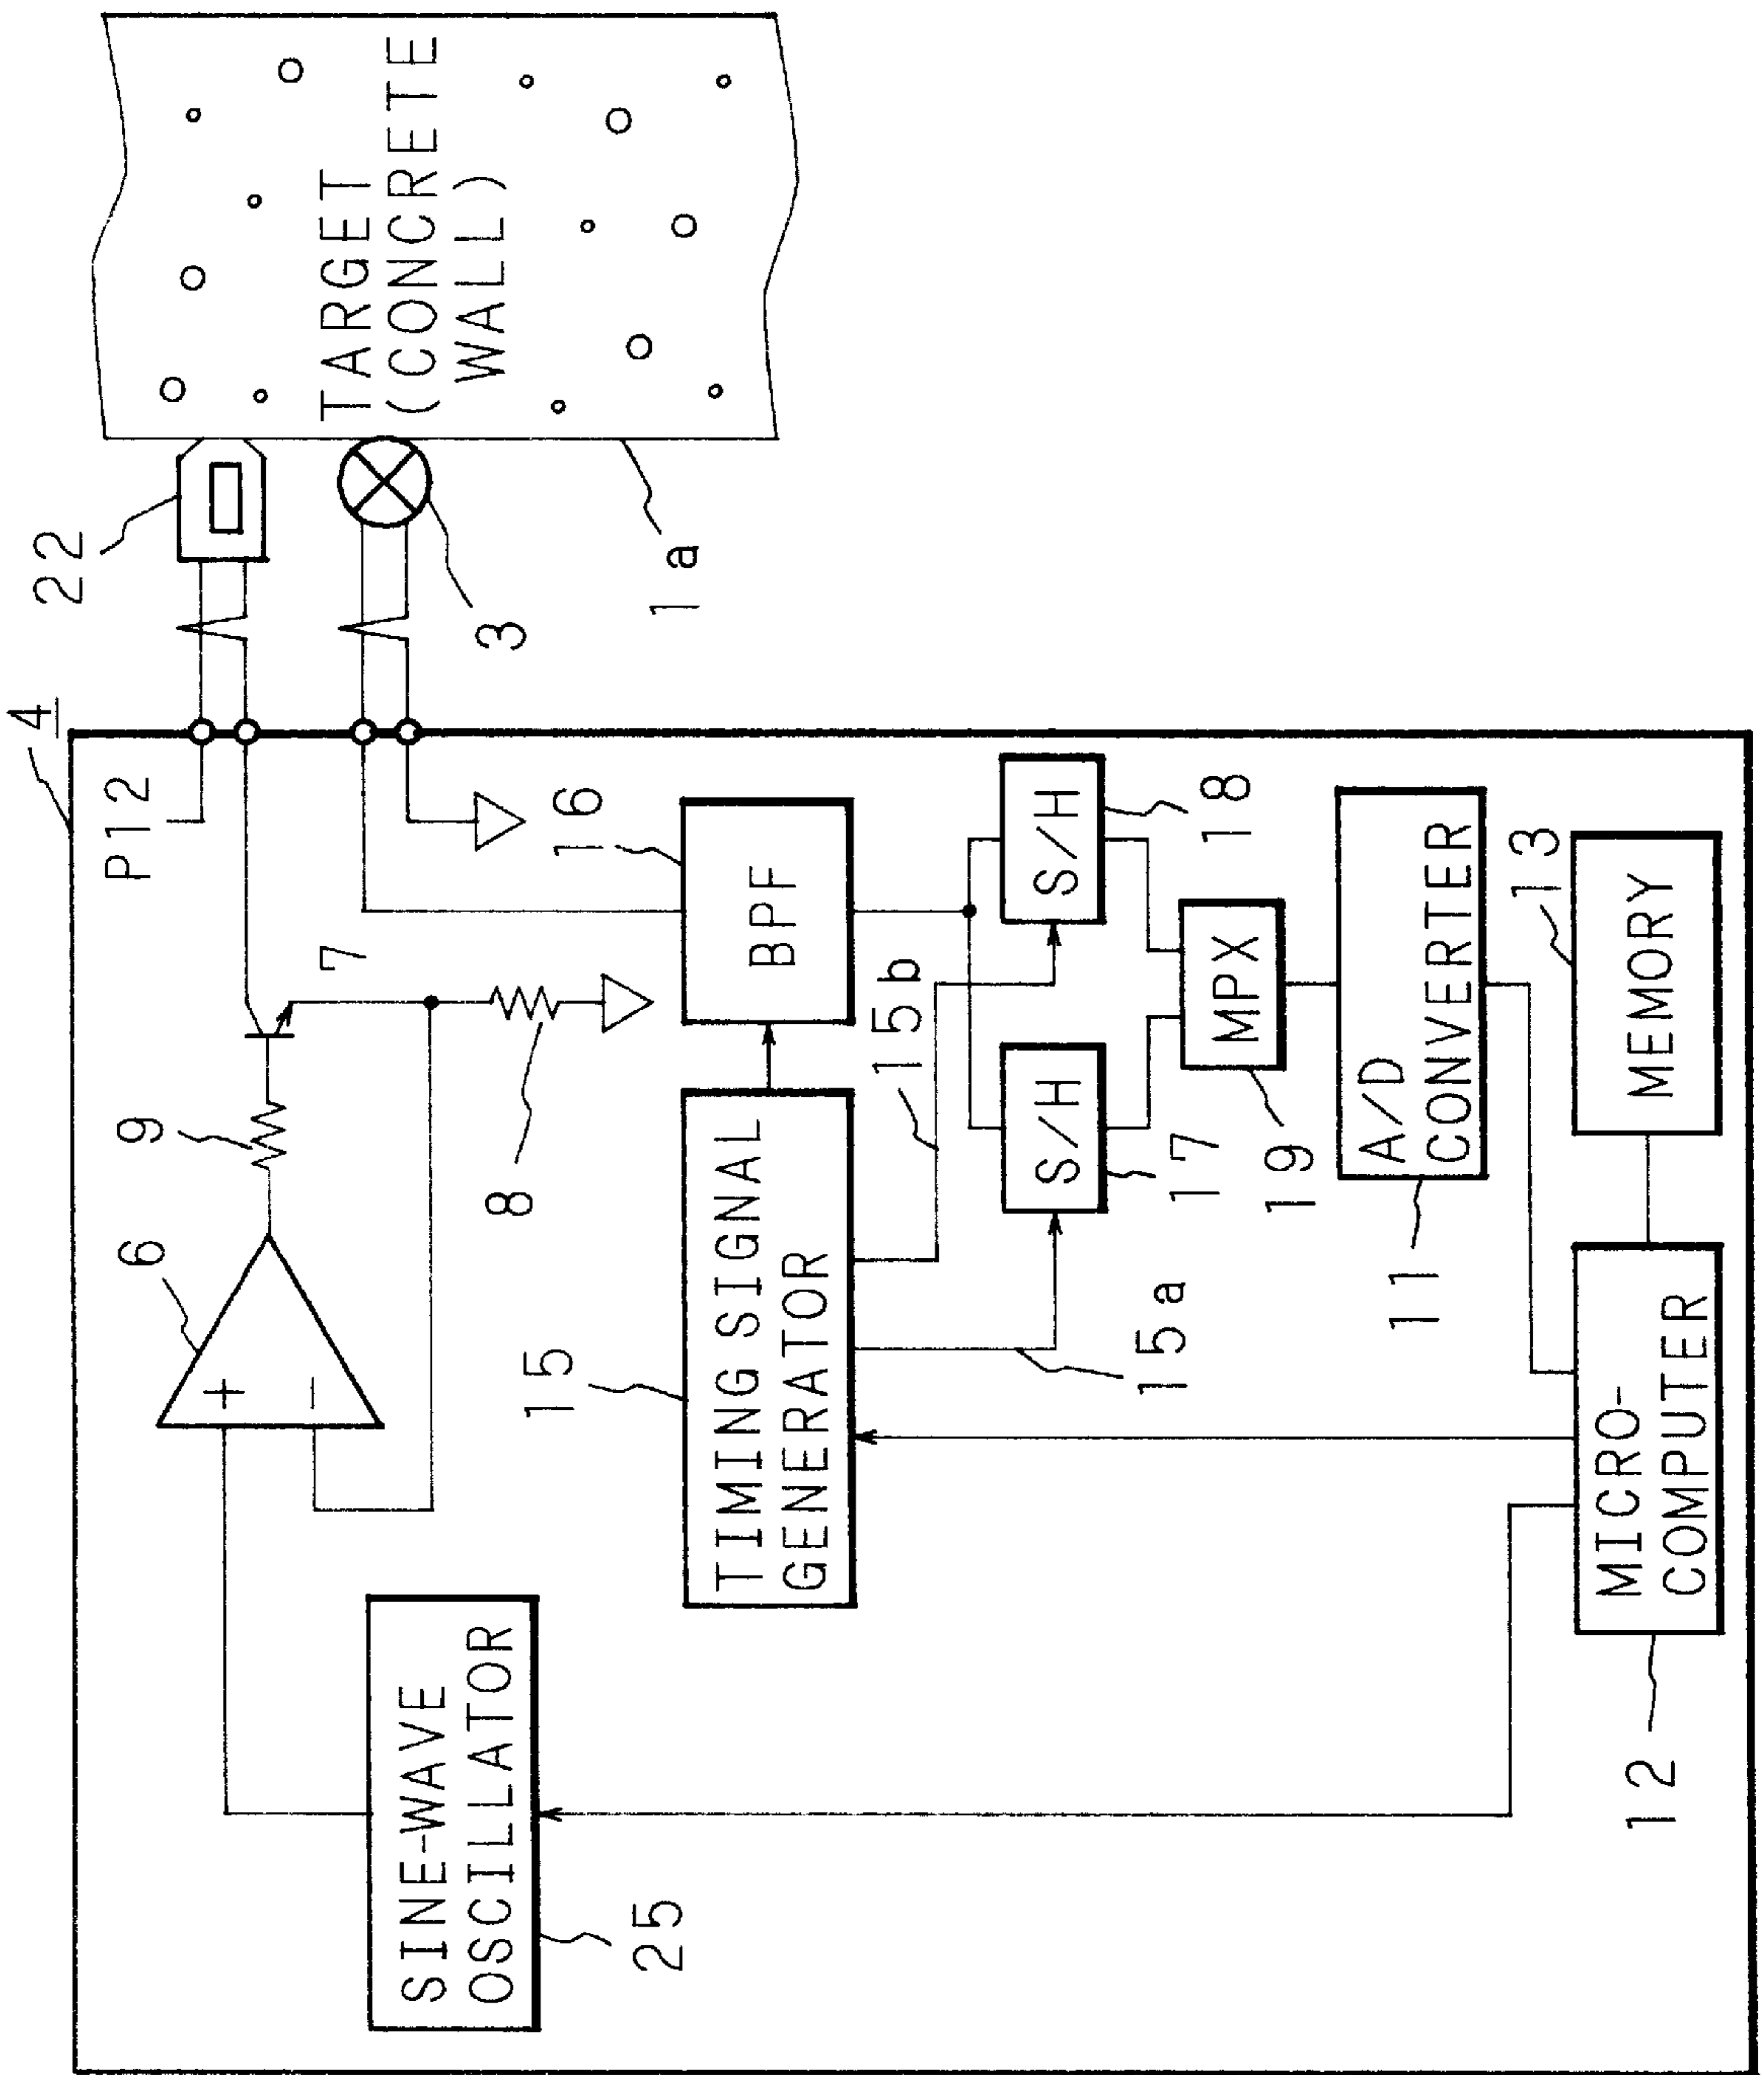 4
P12
22
TARGET
(CONCRETE
WALL)
3
1a
6
9
7
8
SINE-WAVE
OSCILLATOR
25
15
TIMING SIGNAL
GENERATOR
16
BPF
15b
15a
S/H
17
S/H
18
MPX
19
A/D
CONVERTER
11
MICRO-
COMPUTER
12
MEMORY
13
+
−